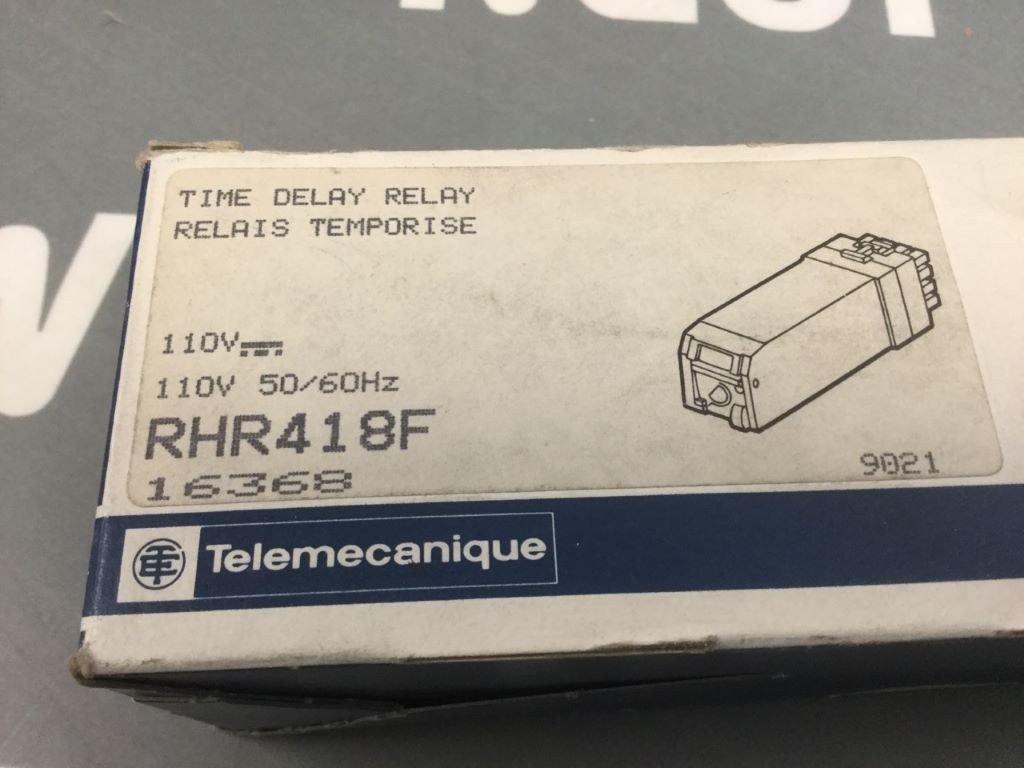 TIME DELAY RELAY
RELAIS TEMPORISE
110V⎓
110V 50/60Hz
RHR418F
16368
9021
Telemecanique